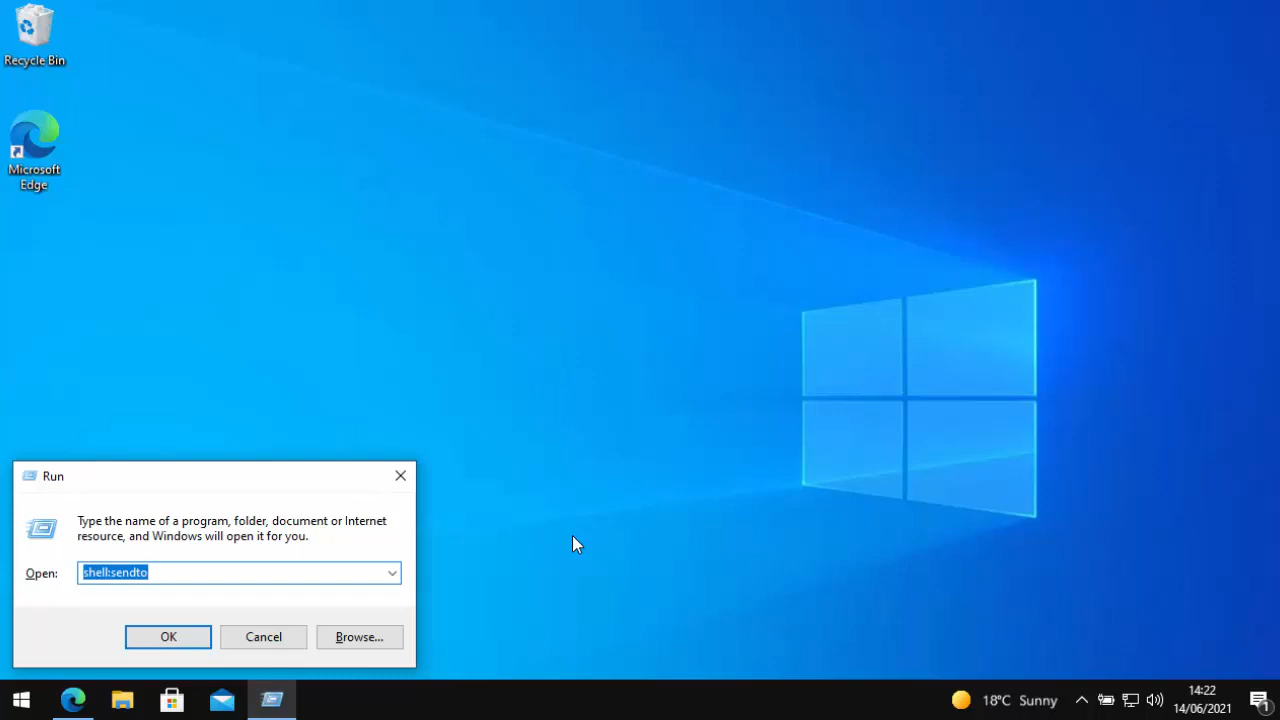 Recycle Bin
Microsoft
Edge
Run
Type the name of a program, folder, document or Internet
resource, and Windows will open it for you.
Open:
shell:sendto
OK
Cancel
Browse...
18°C Sunny
14:22
14/06/2021
1